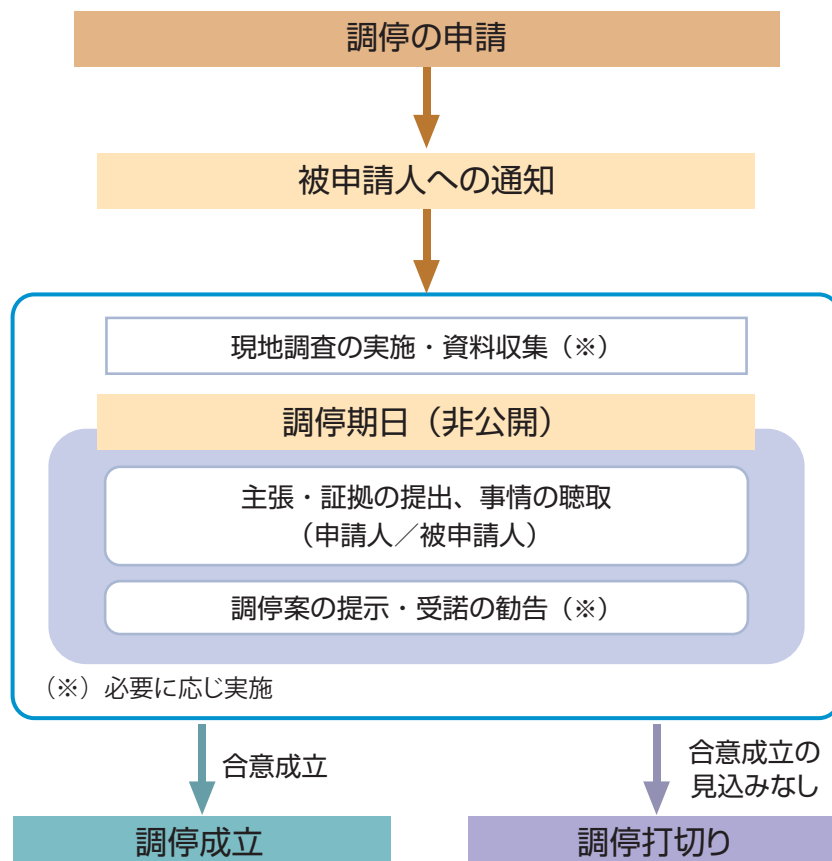 調停の申請
被申請人への通知
現地調査の実施・資料収集（※）
調停期日（非公開）
主張・証拠の提出、事情の聴取
（申請人／被申請人）
調停案の提示・受諾の勧告（※）
（※）必要に応じ実施
合意成立
合意成立の
見込みなし
調停成立
調停打切り